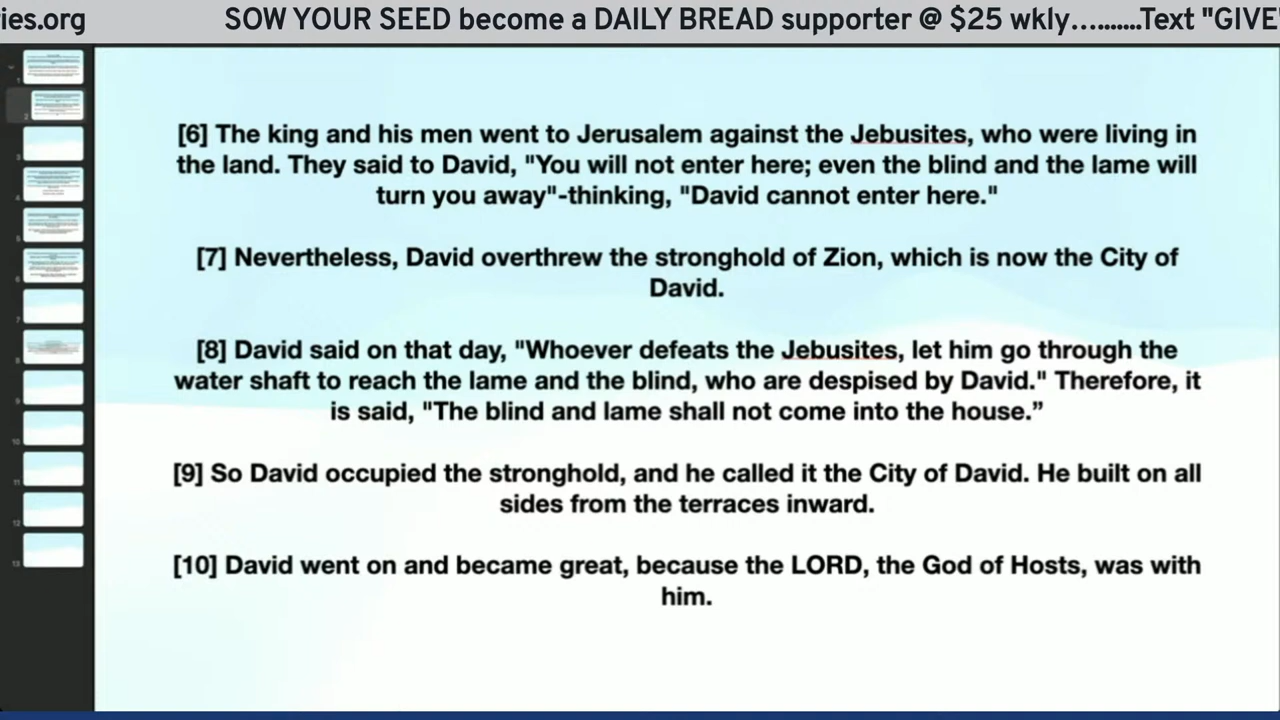 ies.org SOW YOUR SEED become a DAILY BREAD supporter @ $25 wkly..........Text "GIVE"
[6] The king and his men went to Jerusalem against the Jebusites, who were living in
the land. They said to David, "You will not enter here; even the blind and the lame will
turn you away"-thinking, "David cannot enter here."
[7] Nevertheless, David overthrew the stronghold of Zion, which is now the City of
David.
[8] David said on that day, "Whoever defeats the Jebusites, let him go through the
water shaft to reach the lame and the blind, who are despised by David." Therefore, it
is said, "The blind and lame shall not come into the house.”
[9] So David occupied the stronghold, and he called it the City of David. He built on all
sides from the terraces inward.
[10] David went on and became great, because the LORD, the God of Hosts, was with
him.